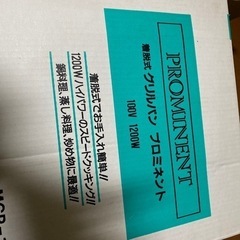 PROMINENT
着脱式 グリルパン プロミネント
100V 1200W
着脱式でお手入れ簡単!!
1200Wハイパワーのスピードクッキング!!
鍋料理、蒸し料理、炒め物に最適!!